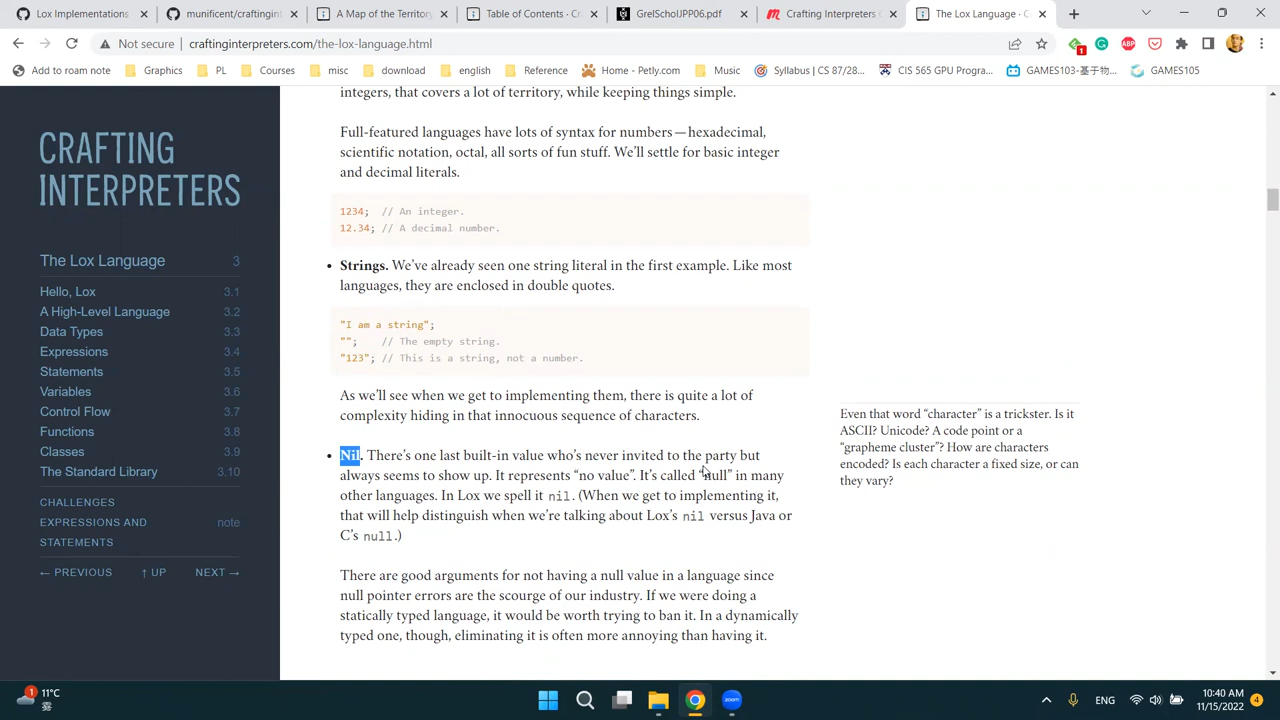 Lox Implementations
munificent/craftingint
A Map of the Territory
Table of Contents · Cr
GrelScholJPP06.pdf
Crafting Interpreters C
The Lox Language · C
Not secure | craftinginterpreters.com/the-lox-language.html
Add to roam note
Graphics
PL
Courses
misc
download
english
Reference
Home - Petly.com
Music
Syllabus | CS 87/28...
CIS 565 GPU Progra...
GAMES103-基于物...
GAMES105
CRAFTING
INTERPRETERS
The Lox Language 3
Hello, Lox 3.1
A High-Level Language 3.2
Data Types 3.3
Expressions 3.4
Statements 3.5
Variables 3.6
Control Flow 3.7
Functions 3.8
Classes 3.9
The Standard Library 3.10
CHALLENGES
EXPRESSIONS AND note
STATEMENTS
← PREVIOUS ↑ UP NEXT →
integers, that covers a lot of territory, while keeping things simple.
Full-featured languages have lots of syntax for numbers—hexadecimal,
scientific notation, octal, all sorts of fun stuff. We’ll settle for basic integer
and decimal literals.
1234; // An integer.
12.34; // A decimal number.
• Strings. We’ve already seen one string literal in the first example. Like most
languages, they are enclosed in double quotes.
"I am a string";
""; // The empty string.
"123"; // This is a string, not a number.
As we’ll see when we get to implementing them, there is quite a lot of
complexity hiding in that innocuous sequence of characters.
• Nil. There’s one last built-in value who’s never invited to the party but
always seems to show up. It represents “no value”. It’s called “null” in many
other languages. In Lox we spell it nil. (When we get to implementing it,
that will help distinguish when we’re talking about Lox’s nil versus Java or
C’s null.)
There are good arguments for not having a null value in a language since
null pointer errors are the scourge of our industry. If we were doing a
statically typed language, it would be worth trying to ban it. In a dynamically
typed one, though, eliminating it is often more annoying than having it.
Even that word “character” is a trickster. Is it
ASCII? Unicode? A code point or a
“grapheme cluster”? How are characters
encoded? Is each character a fixed size, or can
they vary?
1
11°C
雾
zoom
ENG
10:40 AM
11/15/2022
4